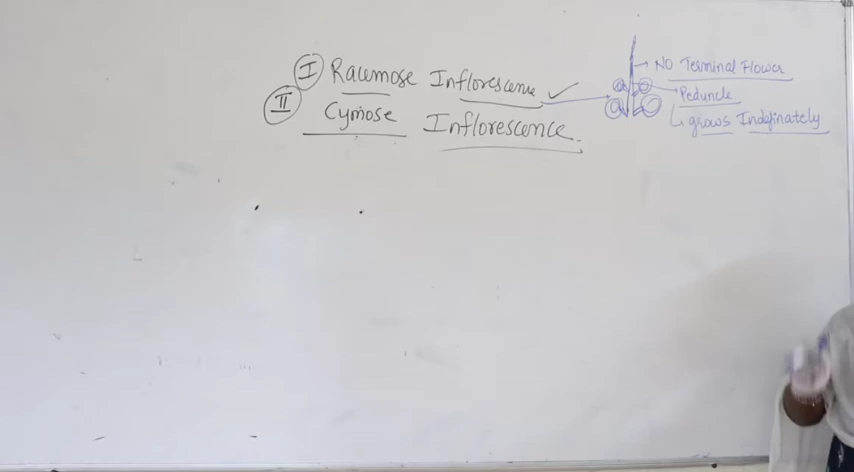 I Racemose Inflorescence ✓
II Cymose Inflorescence.
→ No Terminal Flower
Peduncle
↳ grows Indefinately